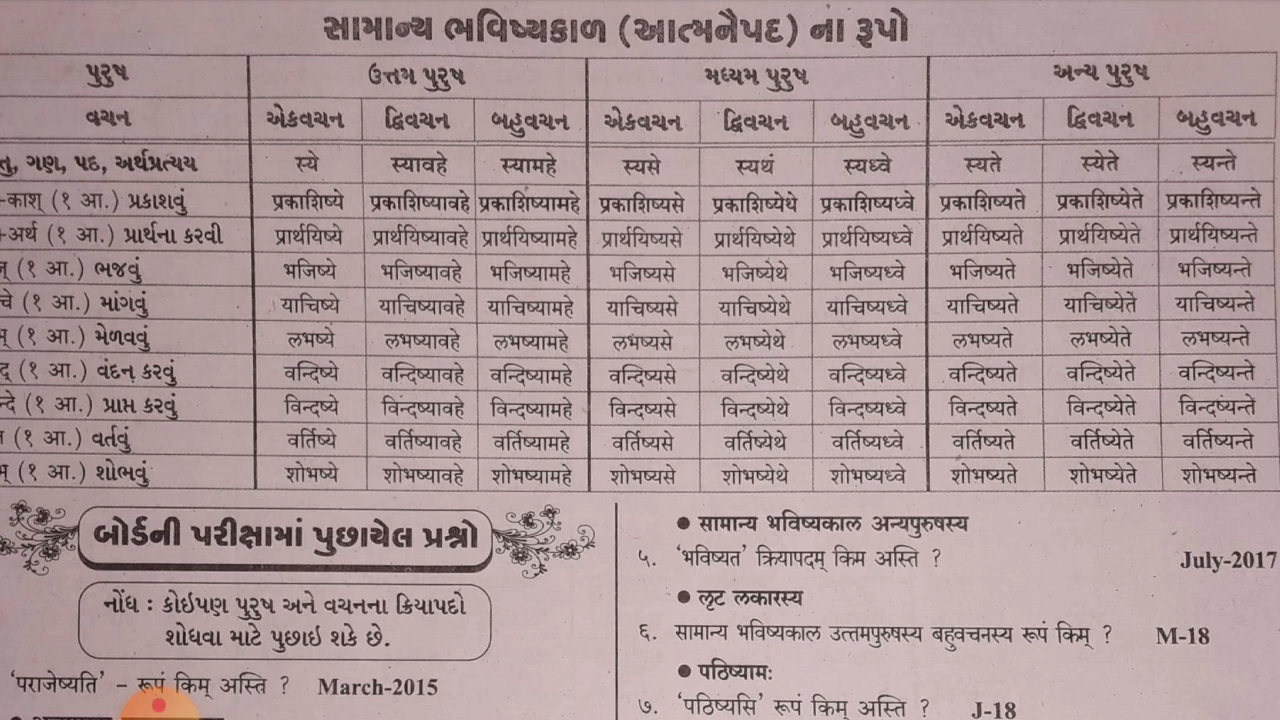 સામાન્ય ભવિષ્યકાળ (આત્મનેપદ) ના રૂપો
પુરુષ ઉત્તમ પુરુષ મધ્યમ પુરુષ અન્ય પુરુષ
વચન એકવચન દ્વિવચન બહુવચન એકવચન દ્વિવચન બહુવચન એકવચન દ્વિવચન બહુવચન
તુ, ગણ, પદ, અર્થપ્રત્યય स्ये स्यावहे स्यामहे स्यसे स्यथं स्यध्वे स्यते स्येते स्यन्ते
-काश् (१ आ.) પ્રકાશવું प्रकाशिष्ये प्रकाशिष्यावहे प्रकाशिष्यामहे प्रकाशिष्यसे प्रकाशिष्येथे प्रकाशिष्यध्वे प्रकाशिष्यते प्रकाशिष्येते प्रकाशिष्यन्ते
+अर्थ (१ आ.) પ્રાર્થના કરવી प्रार्थयिष्ये प्रार्थयिष्यावहे प्रार्थयिष्यामहे प्रार्थयिष्यसे प्रार्थयिष्येथे प्रार्थयिष्यध्वे प्रार्थयिष्यते प्रार्थयिष्येते प्रार्थयिष्यन्ते
(१ आ.) ભજવું भजिष्ये भजिष्यावहे भजिष्यामहे भजिष्यसे भजिष्येथे भजिष्यध्वे भजिष्यते भजिष्येते भजिष्यन्ते
चे (१ आ.) માંગવું याचिष्ये याचिष्यावहे याचिष्यामहे याचिष्यसे याचिष्येथे याचिष्यध्वे याचिष्यते याचिष्येते याचिष्यन्ते
(१ आ.) મેળવવું लभष्ये लभष्यावहे लभष्यामहे लभष्यसे लभष्येथे लभष्यध्वे लभष्यते लभष्येते लभष्यन्ते
द् (१ आ.) વંદન કરવું वन्दिष्ये वन्दिष्यावहे वन्दिष्यामहे वन्दिष्यसे वन्दिष्येथे वन्दिष्यध्वे वन्दिष्यते वन्दिष्येते वन्दिष्यन्ते
न्दे (१ आ.) પ્રાપ્ત કરવું विन्दष्ये विन्दष्यावहे विन्दष्यामहे विन्दष्यसे विन्दष्येथे विन्दष्यध्वे विन्दष्यते विन्दष्येते विन्दष्यन्ते
(१ आ.) વર્તવું वर्तिष्ये वर्तिष्यावहे वर्तिष्यामहे वर्तिष्यसे वर्तिष्येथे वर्तिष्यध्वे वर्तिष्यते वर्तिष्येते वर्तिष्यन्ते
(१ आ.) શોભવું शोभष्ये शोभष्यावहे शोभष्यामहे शोभष्यसे शोभष्येथे शोभष्यध्वे शोभष्यते शोभष्येते शोभष्यन्ते
બોર્ડની પરીક્ષામાં પુછાયેલ પ્રશ્નો
નોંધ : કોઇપણ પુરુષ અને વચનના ક્રિયાપદો
શોધવા માટે પુછાઇ શકે છે.
'पराजेष्यति' – रूपं किम् अस्ति ? March-2015
● सामान्य भविष्यकाल अन्यपुरुषस्य
૫. 'भविष्यत' क्रियापदम् किम अस्ति ? July-2017
● लृट लकारस्य
૬. सामान्य भविष्यकाल उत्तमपुरुषस्य बहुवचनस्य रूपं किम् ? M-18
● पठिष्यामः
૭. 'पठिष्यसि' रूपं किम् अस्ति ? J-18